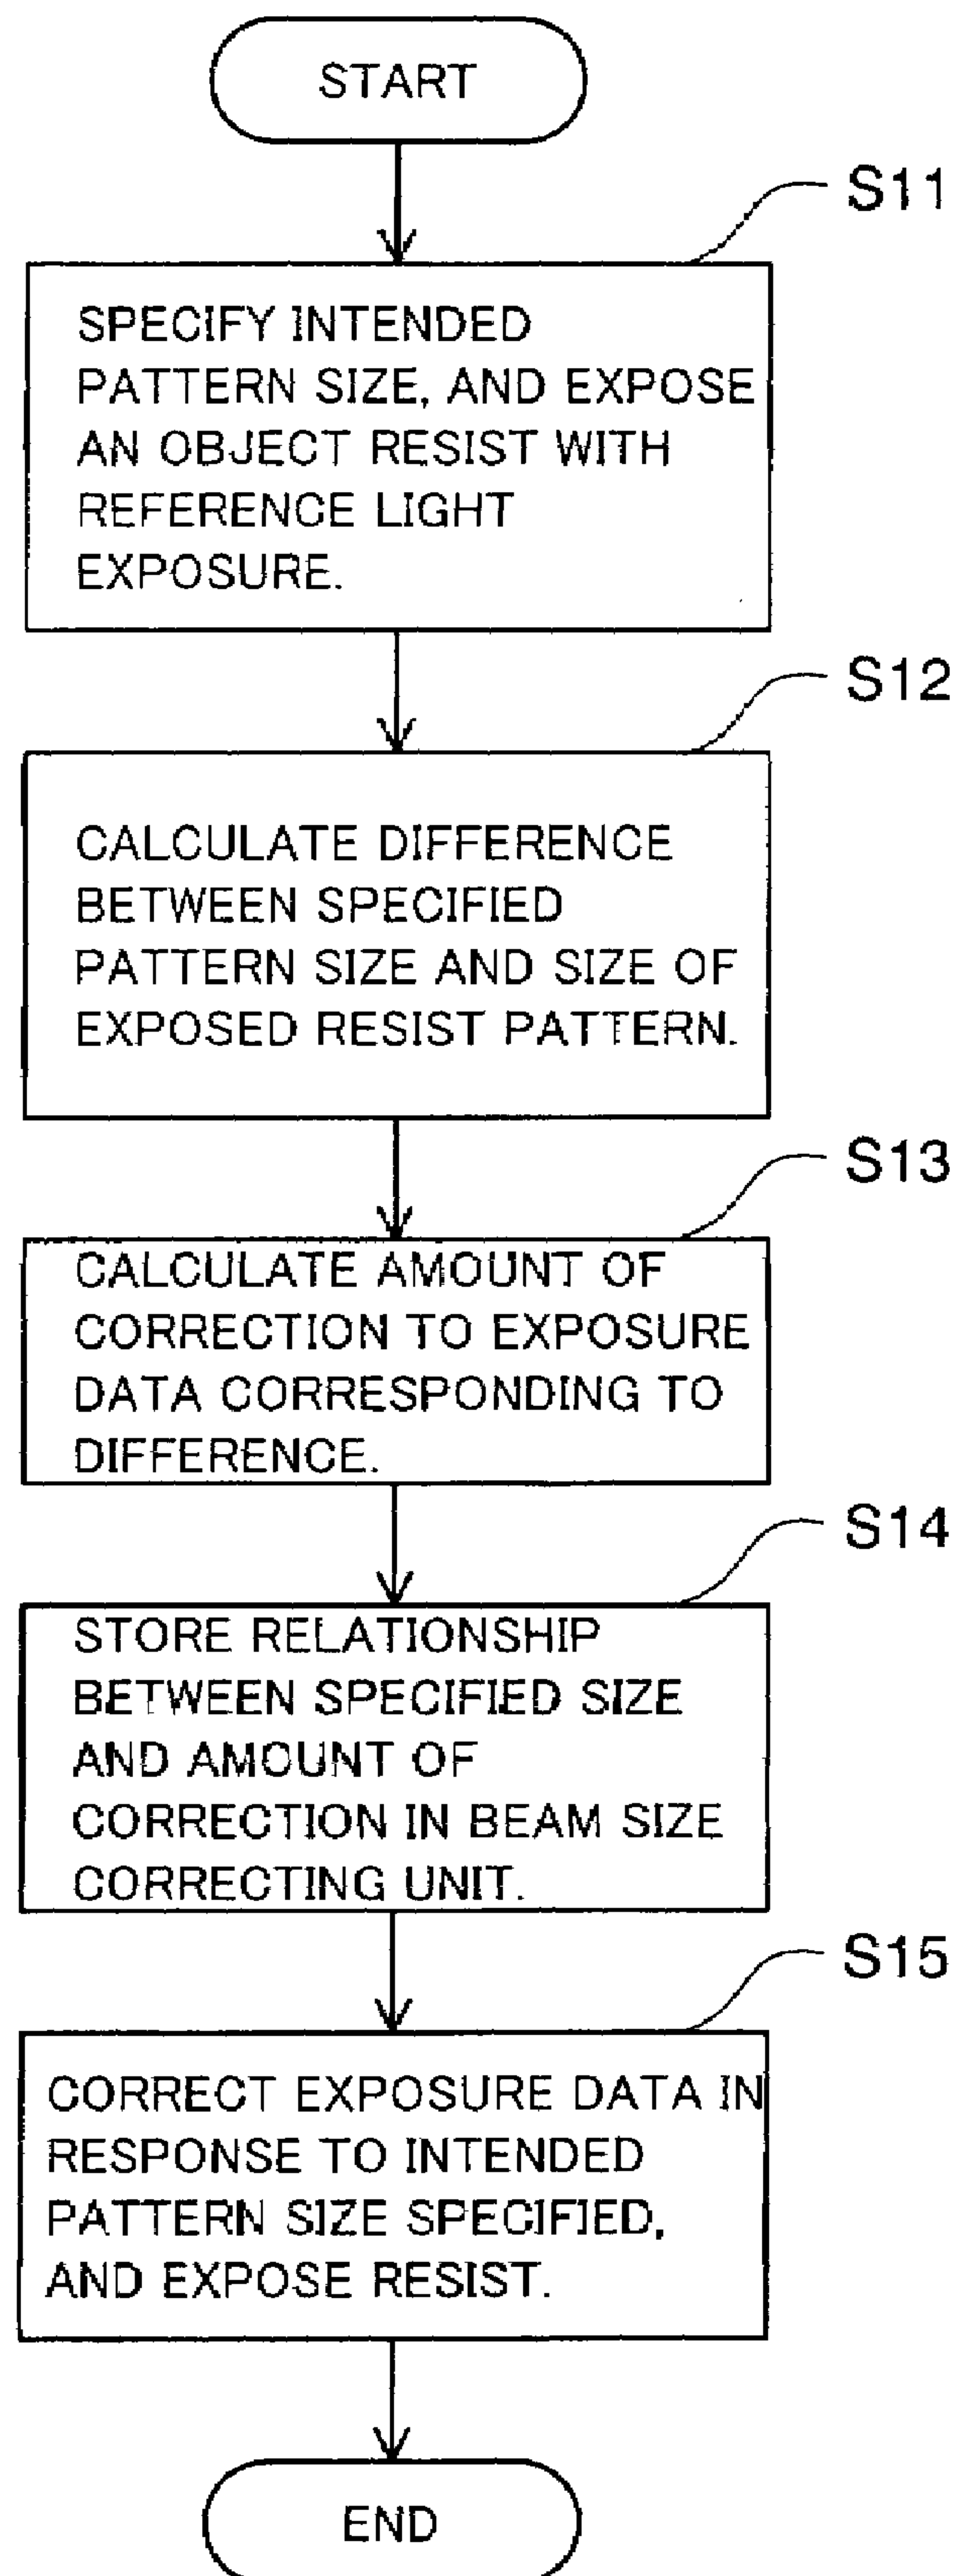 START
S11
SPECIFY INTENDED
PATTERN SIZE, AND EXPOSE
AN OBJECT RESIST WITH
REFERENCE LIGHT
EXPOSURE.
S12
CALCULATE DIFFERENCE
BETWEEN SPECIFIED
PATTERN SIZE AND SIZE OF
EXPOSED RESIST PATTERN.
S13
CALCULATE AMOUNT OF
CORRECTION TO EXPOSURE
DATA CORRESPONDING TO
DIFFERENCE.
S14
STORE RELATIONSHIP
BETWEEN SPECIFIED SIZE
AND AMOUNT OF
CORRECTION IN BEAM SIZE
CORRECTING UNIT.
S15
CORRECT EXPOSURE DATA IN
RESPONSE TO INTENDED
PATTERN SIZE SPECIFIED,
AND EXPOSE RESIST.
END